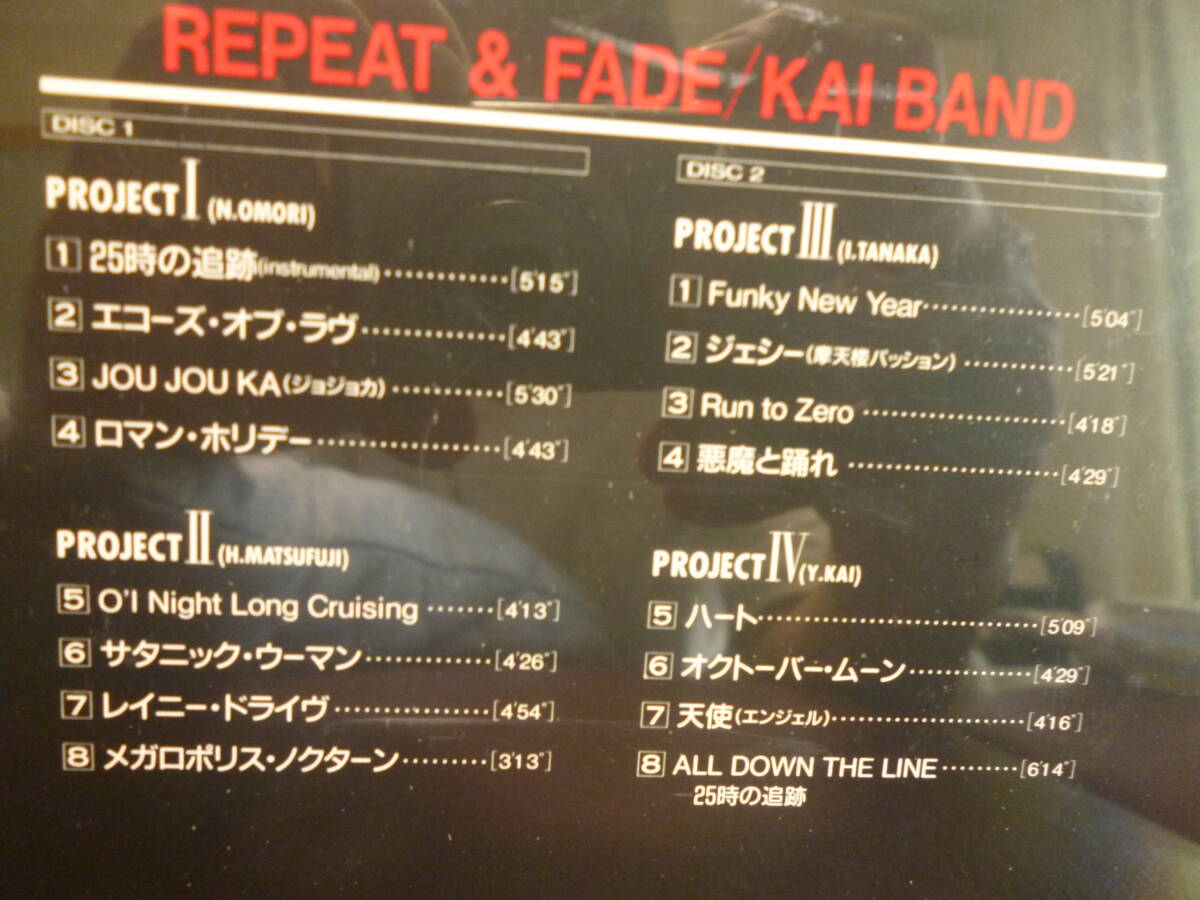 REPEAT & FADE/KAI BAND
DISC 1
PROJECT I (N.OMORI)
1 25時の追跡(instrumental)············[5'15"]
2 エコーズ・オブ・ラヴ··············[4'43"]
3 JOU JOU KA(ジョジョカ)···········[5'30"]
4 ロマン・ホリデー··················[4'43"]
PROJECT II (H.MATSUFUJI)
5 O'l Night Long Cruising·······[4'13"]
6 サタニック・ウーマン·············[4'26"]
7 レイニー・ドライヴ················[4'54"]
8 メガロポリス・ノクターン·········[3'13"]
DISC 2
PROJECT III (I.TANAKA)
1 Funky New Year················[5'04"]
2 ジェシー(摩天楼パッション)············[5'21"]
3 Run to Zero·····················[4'18"]
4 悪魔と踊れ······················[4'29"]
PROJECT IV (Y.KAI)
5 ハート·····························[5'09"]
6 オクトーバー・ムーン·············[4'29"]
7 天使(エンジェル)····················[4'16"]
8 ALL DOWN THE LINE·········[6'14"]
25時の追跡